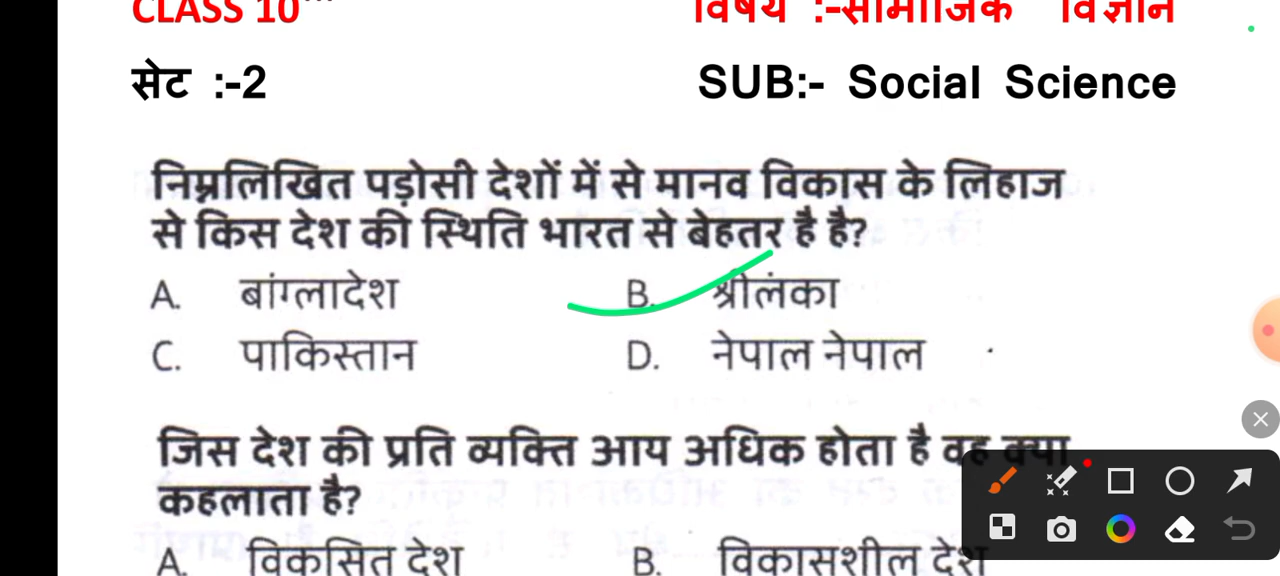 CLASS 10
विषय :-सामाजिक विज्ञान
सेट :-2
SUB:- Social Science
निम्नलिखित पड़ोसी देशों में से मानव विकास के लिहाज
से किस देश की स्थिति भारत से बेहतर है है?
A. बांग्लादेश
B. श्रीलंका
C. पाकिस्तान
D. नेपाल नेपाल
जिस देश की प्रति व्यक्ति आय अधिक होता है वह क्या
कहलाता है?
A. विकसित देश
B. विकासशील देश